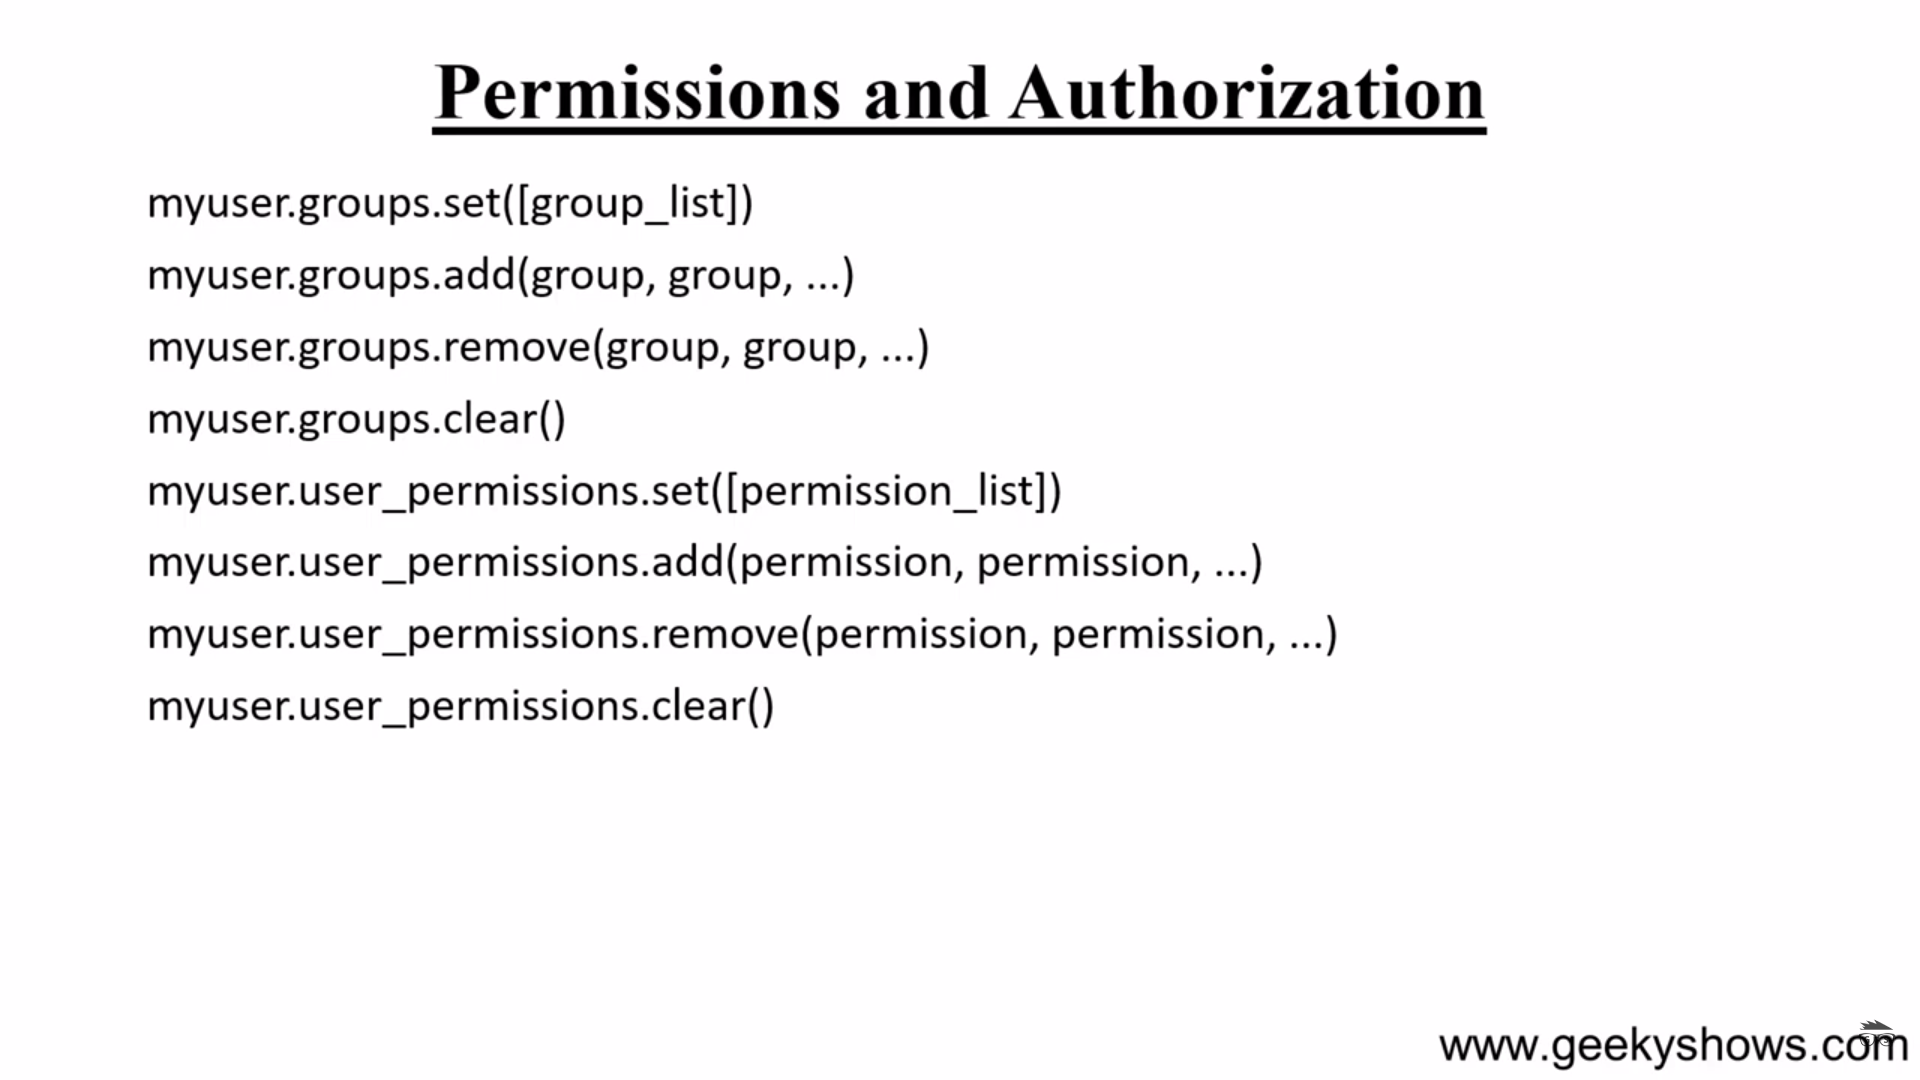 Permissions and Authorization
myuser.groups.set([group_list])
myuser.groups.add(group, group, ...)
myuser.groups.remove(group, group, ...)
myuser.groups.clear()
myuser.user_permissions.set([permission_list])
myuser.user_permissions.add(permission, permission, ...)
myuser.user_permissions.remove(permission, permission, ...)
myuser.user_permissions.clear()
www.geekyshows.com